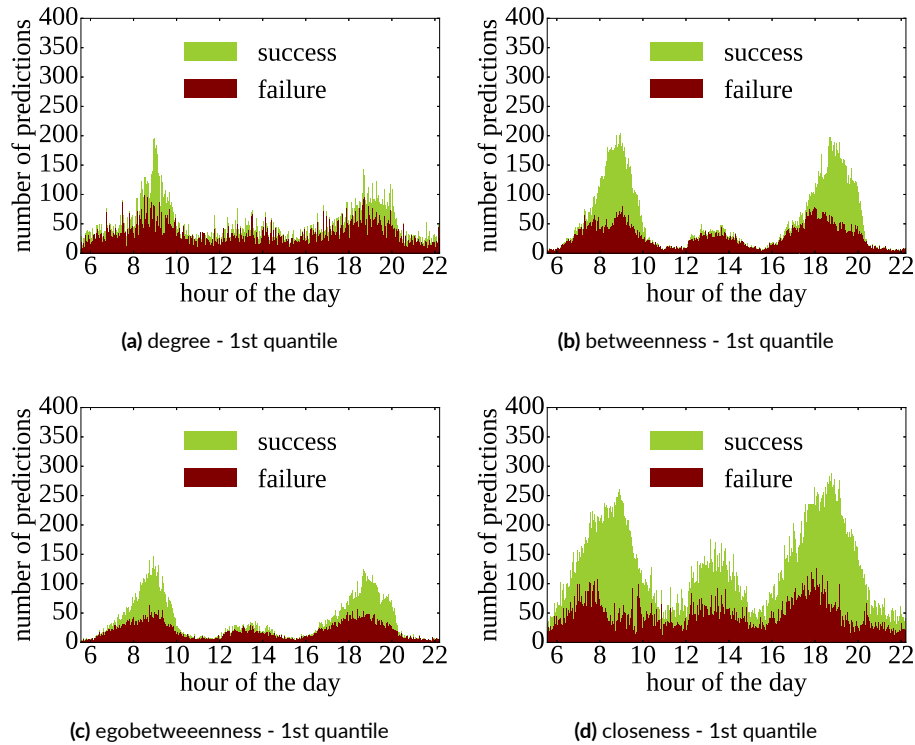 400
350
300
250
200
150
100
50
0
number of predictions
success
failure
6 8 10 12 14 16 18 20 22
hour of the day
(a) degree - 1st quantile
400
350
300
250
200
150
100
50
0
number of predictions
success
failure
6 8 10 12 14 16 18 20 22
hour of the day
(b) betweenness - 1st quantile
400
350
300
250
200
150
100
50
0
number of predictions
success
failure
6 8 10 12 14 16 18 20 22
hour of the day
(c) egobetweeenness - 1st quantile
400
350
300
250
200
150
100
50
0
number of predictions
success
failure
6 8 10 12 14 16 18 20 22
hour of the day
(d) closeness - 1st quantile